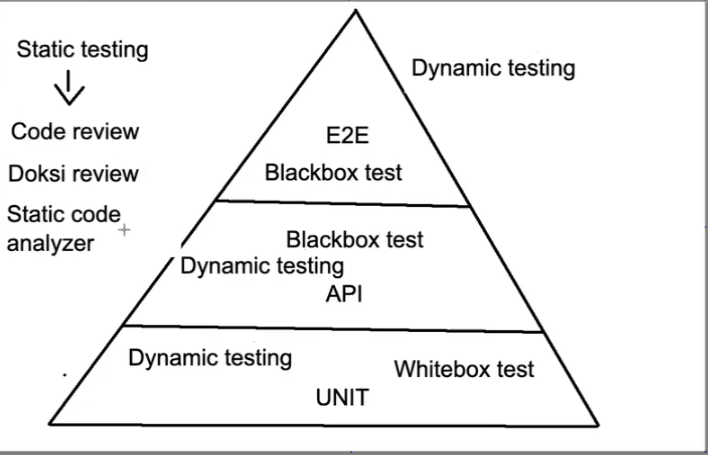 Static testing
Code review
Doksi review
Static code
analyzer
Dynamic testing
E2E
Blackbox test
Blackbox test
Dynamic testing
API
Dynamic testing
Whitebox test
UNIT